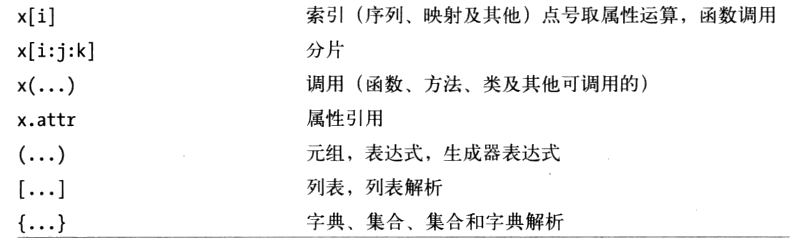 x[i] 索引（序列、映射及其他）点号取属性运算，函数调用
x[i:j:k] 分片
x(...) 调用（函数、方法、类及其他可调用的）
x.attr 属性引用
(...) 元组，表达式，生成器表达式
[...] 列表，列表解析
{...} 字典、集合、集合和字典解析